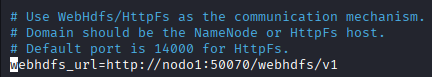 # Use WebHdfs/HttpFs as the communication mechanism.
# Domain should be the NameNode or HttpFs host.
# Default port is 14000 for HttpFs.
webhdfs_url=http://nodo1:50070/webhdfs/v1